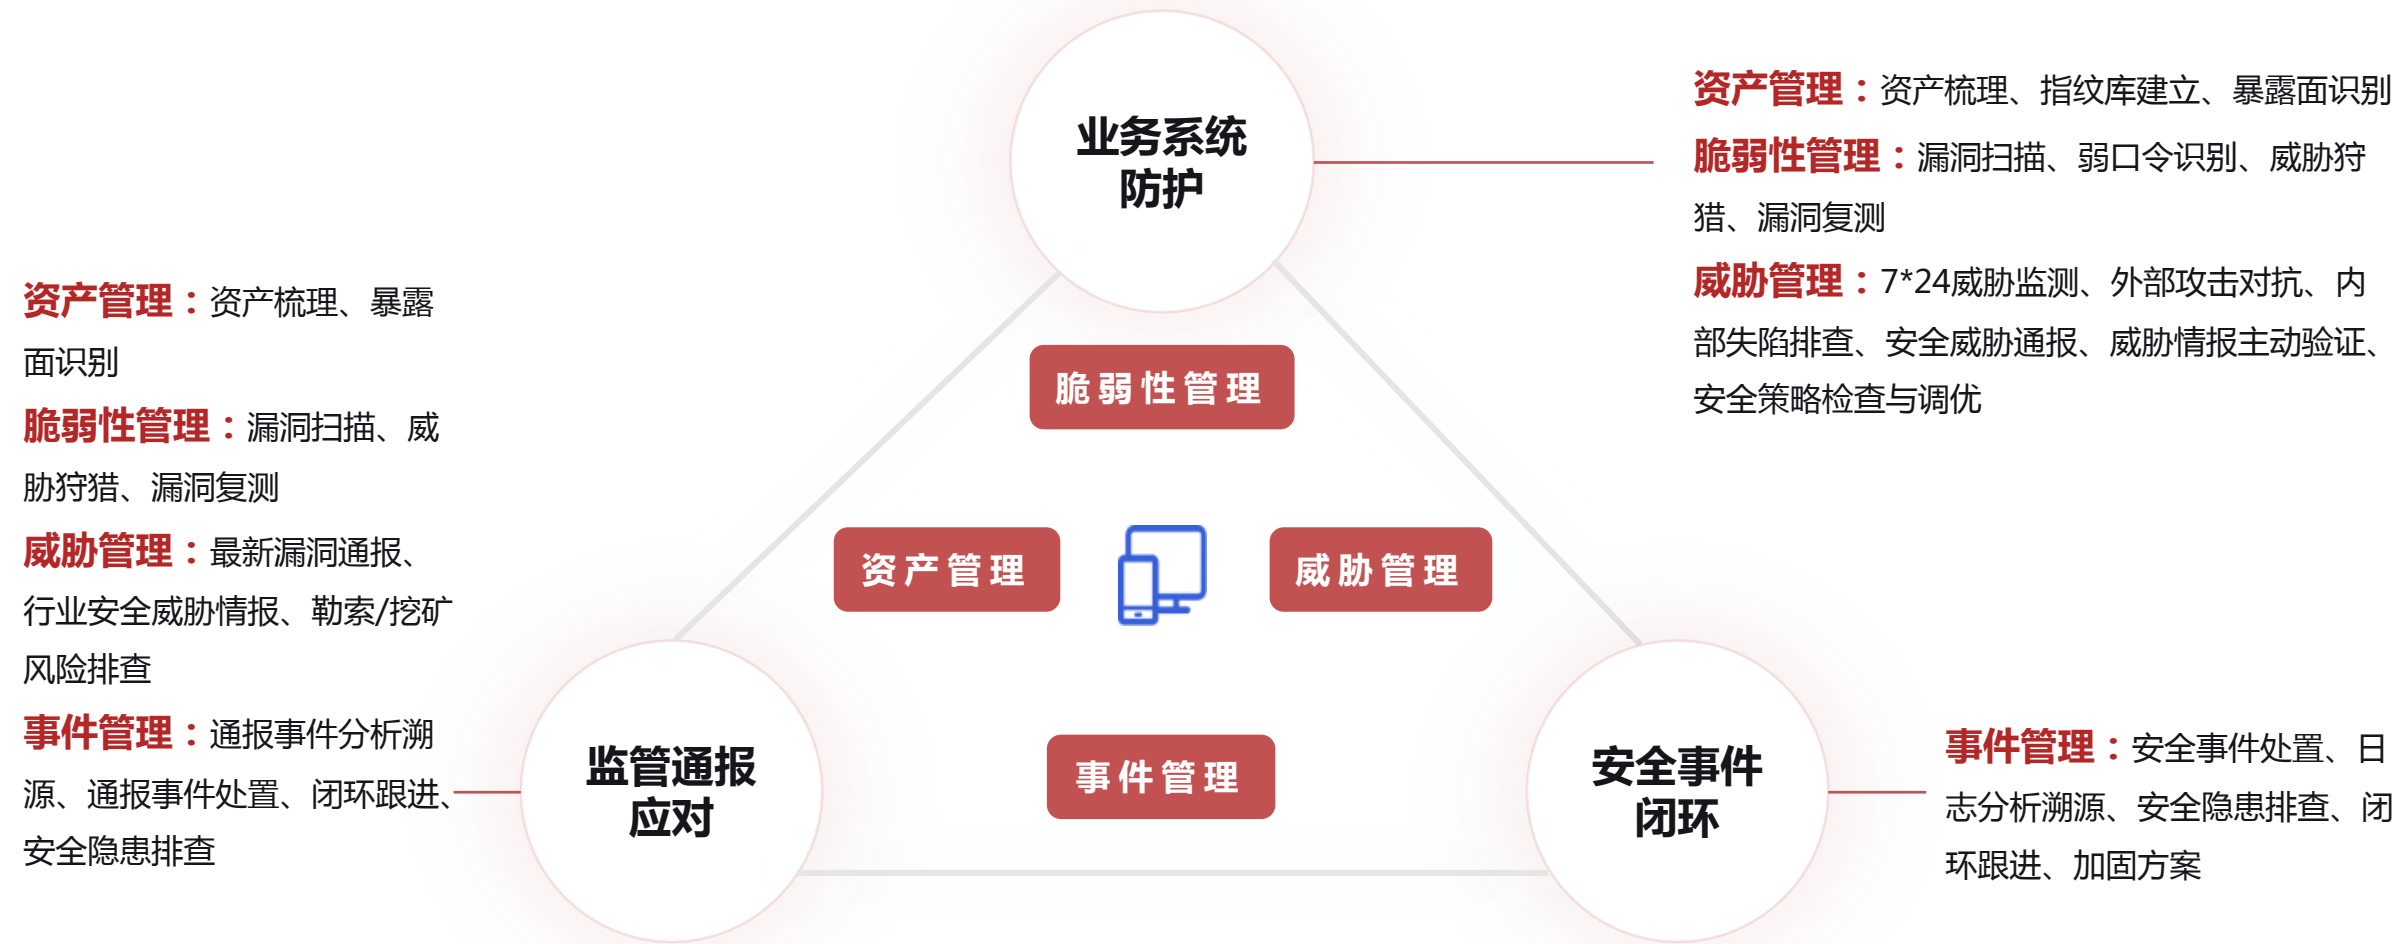 业务系统
防护
资产管理：资产梳理、指纹库建立、暴露面识别
脆弱性管理：漏洞扫描、弱口令识别、威胁狩
猎、漏洞复测
威胁管理：7*24威胁监测、外部攻击对抗、内
部失陷排查、安全威胁通报、威胁情报主动验证、
安全策略检查与调优
资产管理：资产梳理、暴露
面识别
脆弱性管理：漏洞扫描、威
胁狩猎、漏洞复测
威胁管理：最新漏洞通报、
行业安全威胁情报、勒索/挖矿
风险排查
事件管理：通报事件分析溯
源、通报事件处置、闭环跟进、
安全隐患排查
脆弱性管理
资产管理
威胁管理
事件管理
监管通报
应对
安全事件
闭环
事件管理：安全事件处置、日
志分析溯源、安全隐患排查、闭
环跟进、加固方案